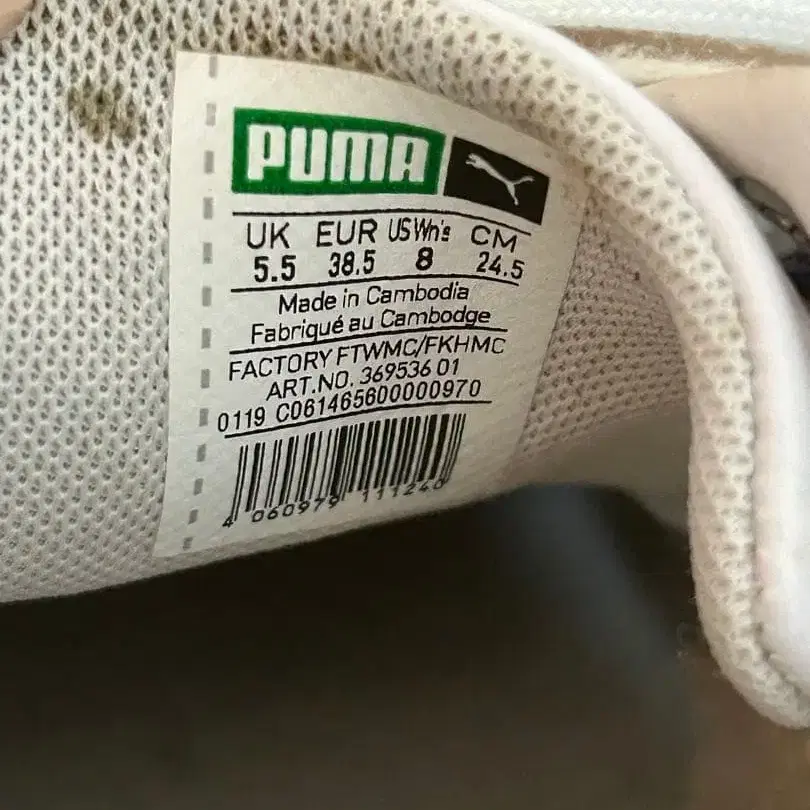 PUMA
UK EUR US Wn's CM
5.5 38.5 8 24.5
Made in Cambodia
Fabriqué au Cambodge
FACTORY FTWMC/FKHMC
ART.NO. 369536 01
0119 C061465600000970
4 060979 111240